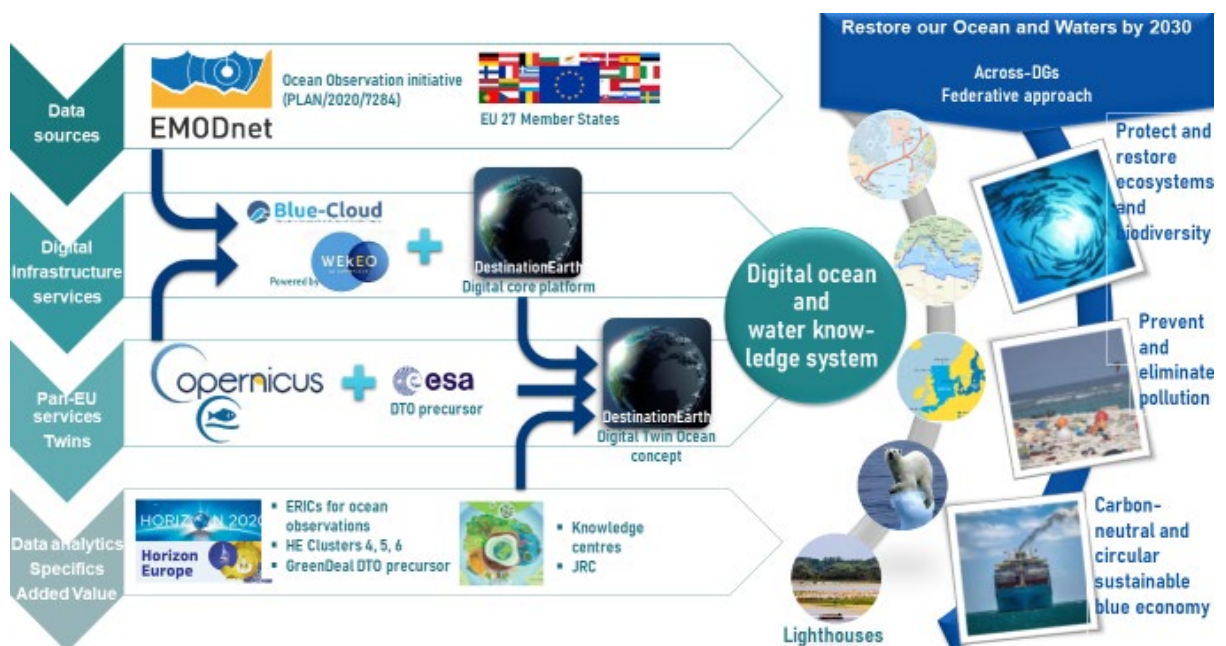 Data
sources
EMODnet
Ocean Observation initiative
(PLAN/2020/7284)
EU 27 Member States
Digital
Infrastructure
services
Blue-Cloud
Powered by
WEkEO
DestinationEarth
Digital core platform
Pan-EU
services
Twins
opernicus
esa
DTO precursor
DestinationEarth
Digital Twin Ocean
concept
Data analytics
Specifics
Added Value
HORIZON 2020
Horizon
Europe
▪ ERICs for ocean
observations
▪ HE Clusters 4, 5, 6
▪ GreenDeal DTO precursor
▪ Knowledge
centres
▪ JRC
Digital ocean
and
water know-
ledge system
Restore our Ocean and Waters by 2030
Across-DGs
Federative approach
Protect and
restore
ecosystems
and
biodiversity
Prevent
and
eliminate
pollution
Carbon-
neutral and
circular
sustainable
blue economy
Lighthouses